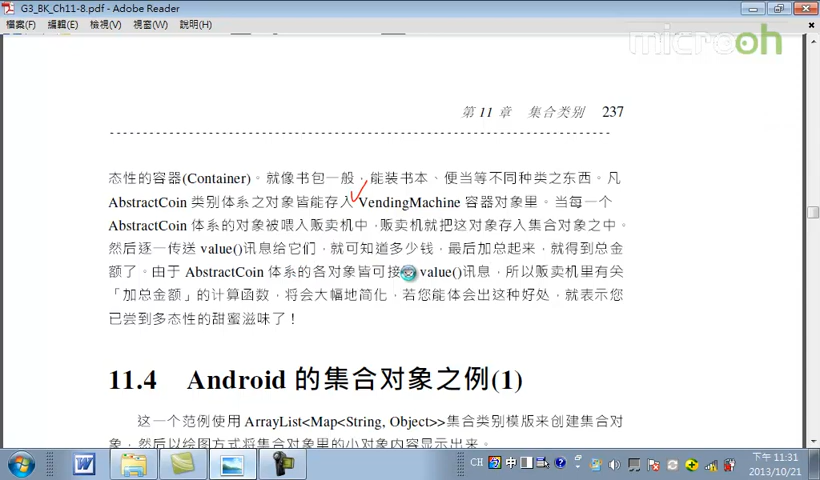 G3_BK_Ch11-8.pdf - Adobe Reader
檔案(F) 編輯(E) 檢視(V) 視窗(W) 說明(H)
microoh
第 11 章 集合类别 237
态性的容器(Container)。就像书包一般，能装书本、便当等不同种类之东西。凡
AbstractCoin 类别体系之对象皆能存入 VendingMachine 容器对象里。当每一个
AbstractCoin 体系的对象被喂入贩卖机中，贩卖机就把这对象存入集合对象之中。
然后逐一传送 value()讯息给它们，就可知道多少钱，最后加总起来，就得到总金
额了。由于 AbstractCoin 体系的各对象皆可接 value()讯息，所以贩卖机里有关
「加总金额」的计算函数，将会大幅地简化，若您能体会出这种好处，就表示您
已尝到多态性的甜蜜滋味了！
11.4 Android 的集合对象之例(1)
这一个范例使用 ArrayList<Map<String, Object>>集合类别模版来创建集合对
象，然后以绘图方式将集合对象里的小对象内容显示出来。
CH 中
下午 11:31
2013/10/21